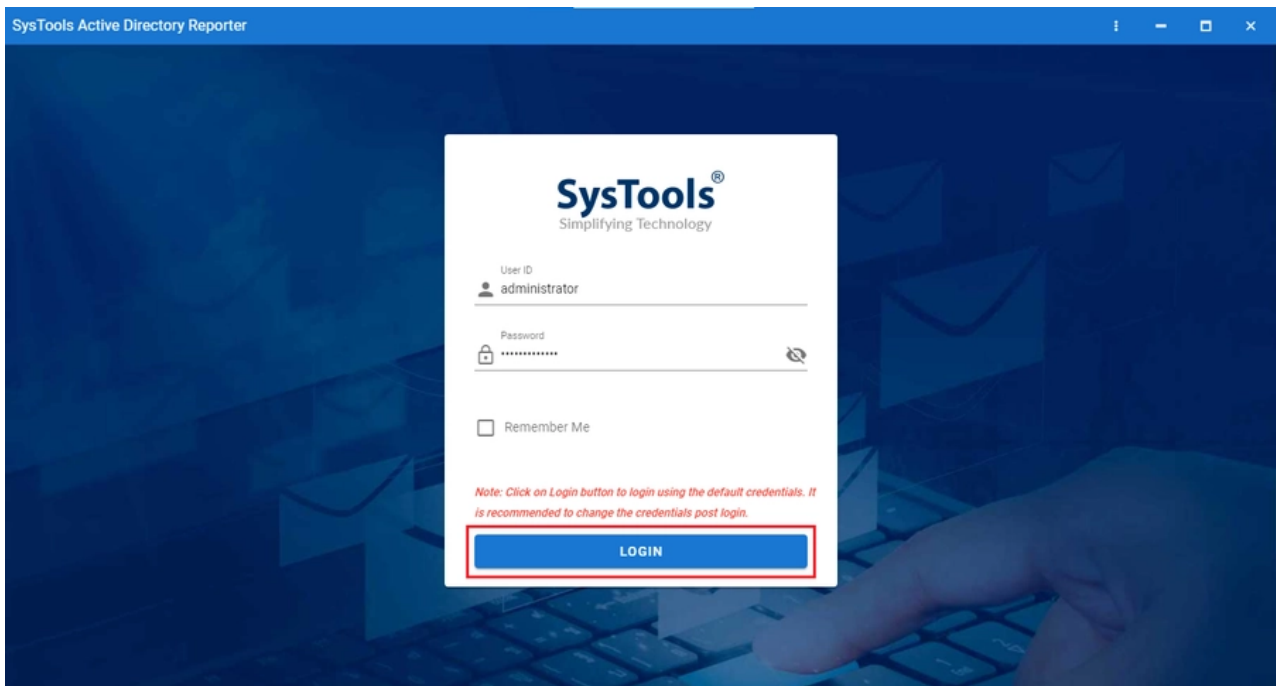 SysTools Active Directory Reporter
SysTools®
Simplifying Technology
User ID
administrator
Password
•••••••••••••
Remember Me
Note: Click on Login button to login using the default credentials. It
is recommended to change the credentials post login.
LOGIN